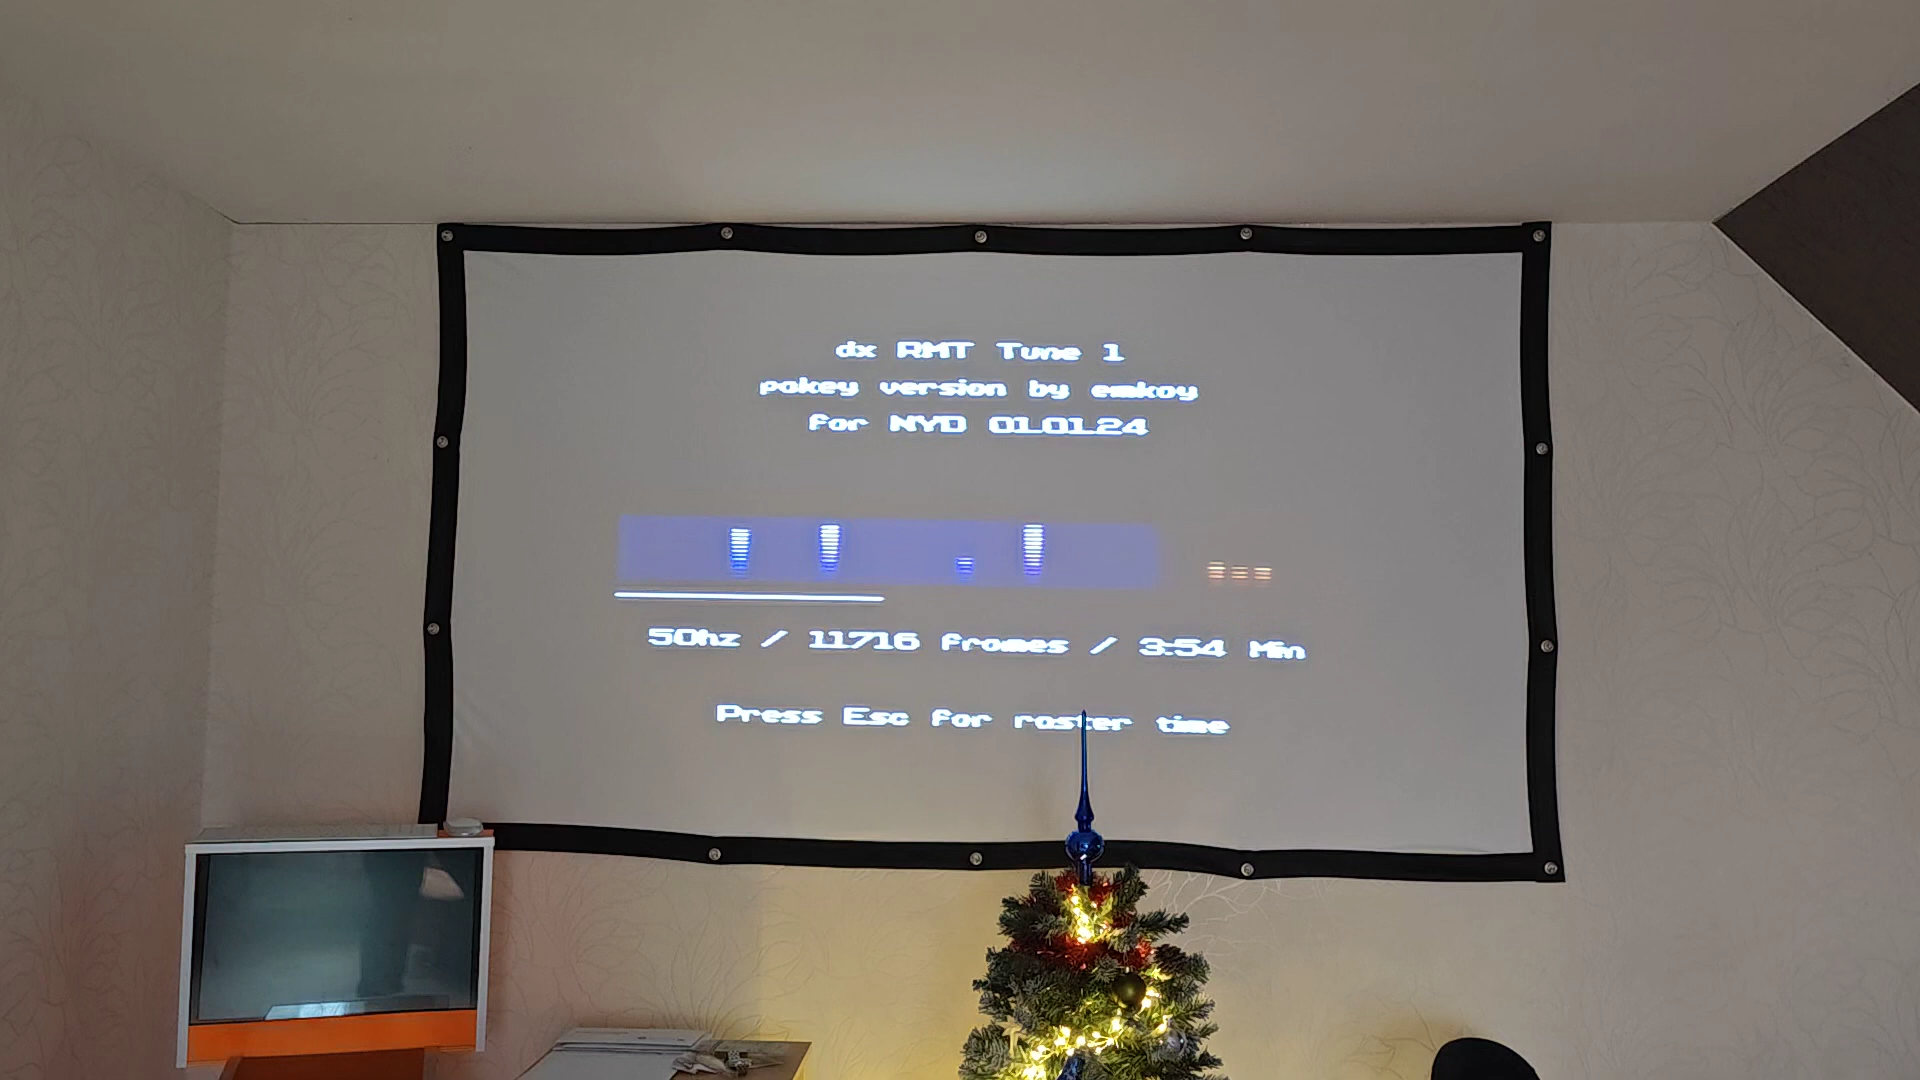 dx RMT Tune 1
pokey version by emkay
for NYD 01.01.24
50hz / 11716 frames / 3:54 Min
Press Esc for raster time